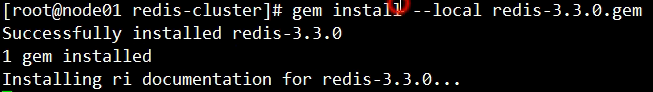 [root@node01 redis-cluster]# gem install --local redis-3.3.0.gem
Successfully installed redis-3.3.0
1 gem installed
Installing ri documentation for redis-3.3.0...